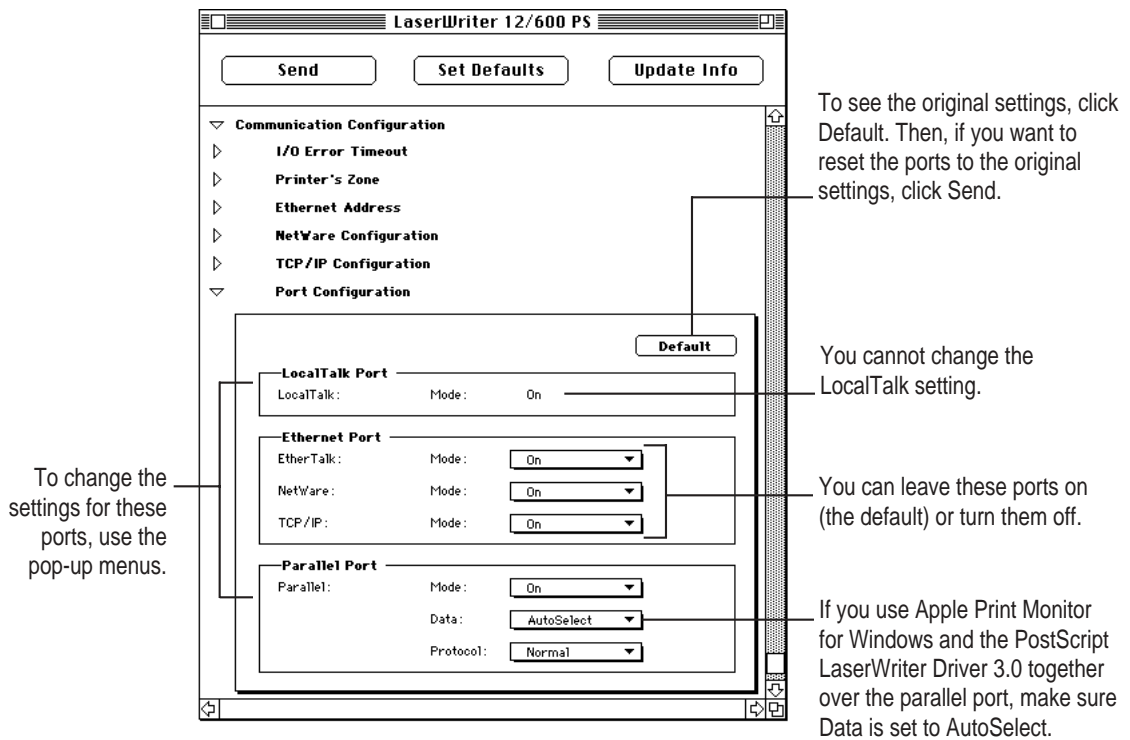 LaserWriter 12/600 PS
Send Set Defaults Update Info
Communication Configuration
I/O Error Timeout
Printer's Zone
Ethernet Address
NetWare Configuration
TCP/IP Configuration
Port Configuration
Default
LocalTalk Port
LocalTalk: Mode: On
Ethernet Port
EtherTalk: Mode: On
NetWare: Mode: On
TCP/IP: Mode: On
Parallel Port
Parallel: Mode: On
Data: AutoSelect
Protocol: Normal
To change the
settings for these
ports, use the
pop-up menus.
To see the original settings, click
Default. Then, if you want to
reset the ports to the original
settings, click Send.
You cannot change the
LocalTalk setting.
You can leave these ports on
(the default) or turn them off.
If you use Apple Print Monitor
for Windows and the PostScript
LaserWriter Driver 3.0 together
over the parallel port, make sure
Data is set to AutoSelect.